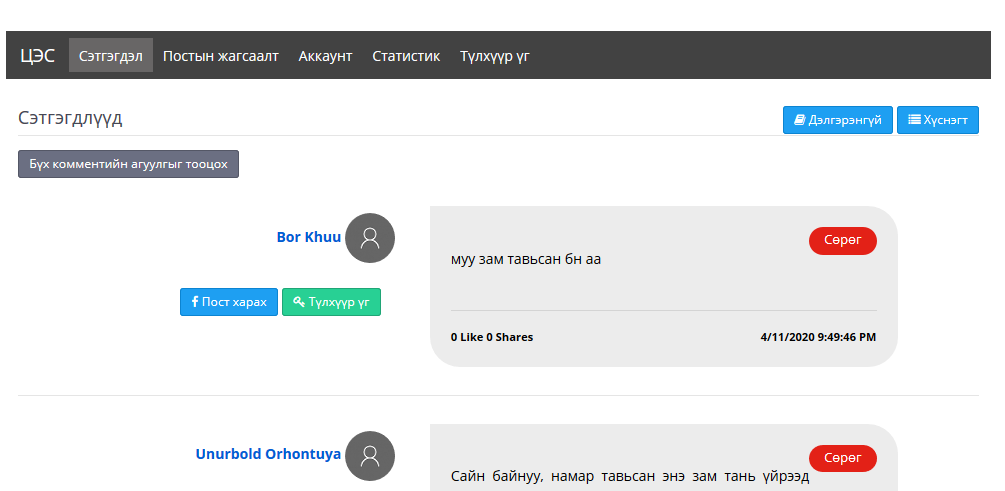 ЦЭС Сэтгэгдэл Постын жагсаалт Аккаунт Статистик Түлхүүр үг
Сэтгэгдлүүд
Дэлгэрэнгүй Хүснэгт
Бүх комментийн агуулгыг тооцох
Bor Khuu
Сөрөг
муу зам тавьсан бн аа
Пост харах Түлхүүр үг
0 Like 0 Shares 4/11/2020 9:49:46 PM
Unurbold Orhontuya
Сөрөг
Сайн байнуу, намар тавьсан энэ зам тань үйрээд